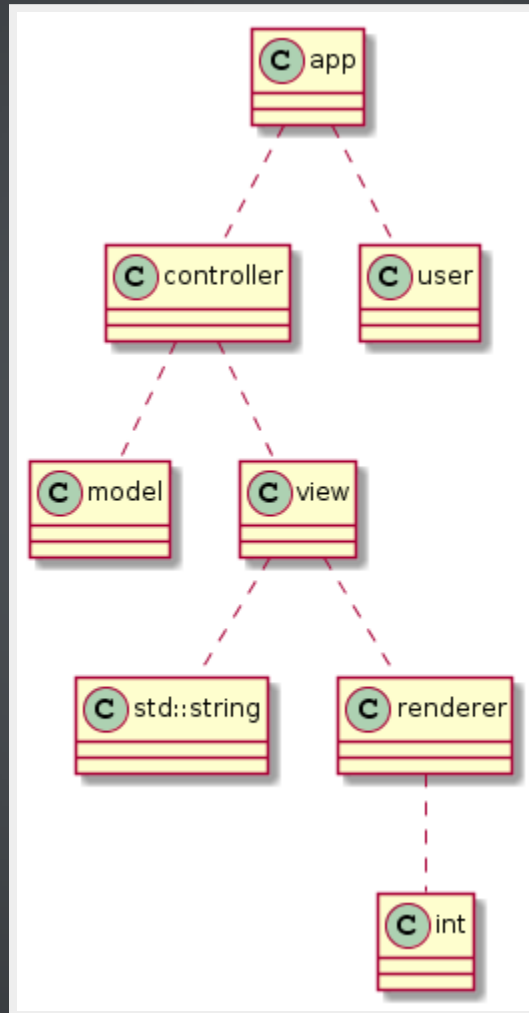 C app
C controller
C user
C model
C view
C std::string
C renderer
C int